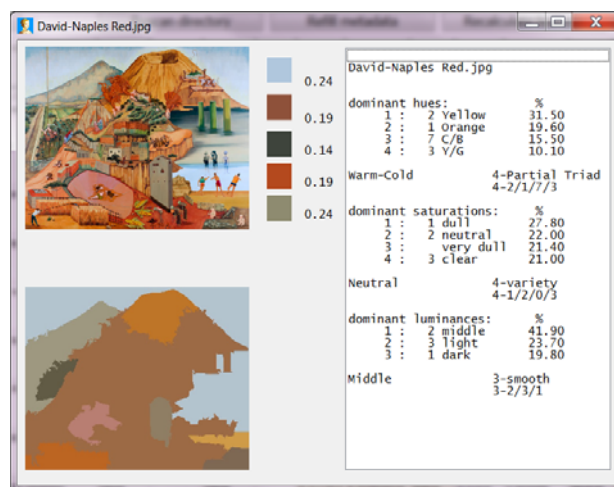 an directory
Refill metadata
David-Naples Red.jpg
0.24
0.19
0.14
0.19
0.24
David-Naples Red.jpg
dominant hues: %
1 : 2 Yellow 31.50
2 : 1 Orange 19.60
3 : 7 C/B 15.50
4 : 3 Y/G 10.10
Warm-Cold 4-Partial Triad
4-2/1/7/3
dominant saturations: %
1 : 1 dull 27.80
2 : 2 neutral 22.00
3 : very dull 21.40
4 : 3 clear 21.00
Neutral 4-variety
4-1/2/0/3
dominant luminances: %
1 : 2 middle 41.90
2 : 3 light 23.70
3 : 1 dark 19.80
Middle 3-smooth
3-2/3/1